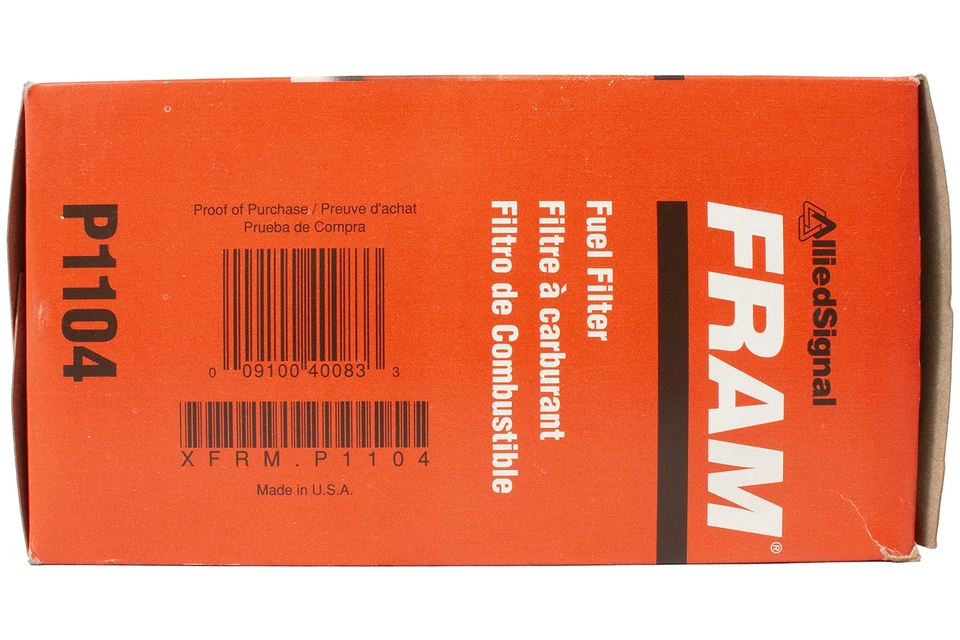 AlliedSignal
FRAM®
Fuel Filter
Filtre à carburant
Filtro de Combustible
Proof of Purchase / Preuve d'achat
Prueba de Compra
0 09100 40083 3
XFRM.P1104
Made in U.S.A.
P1104